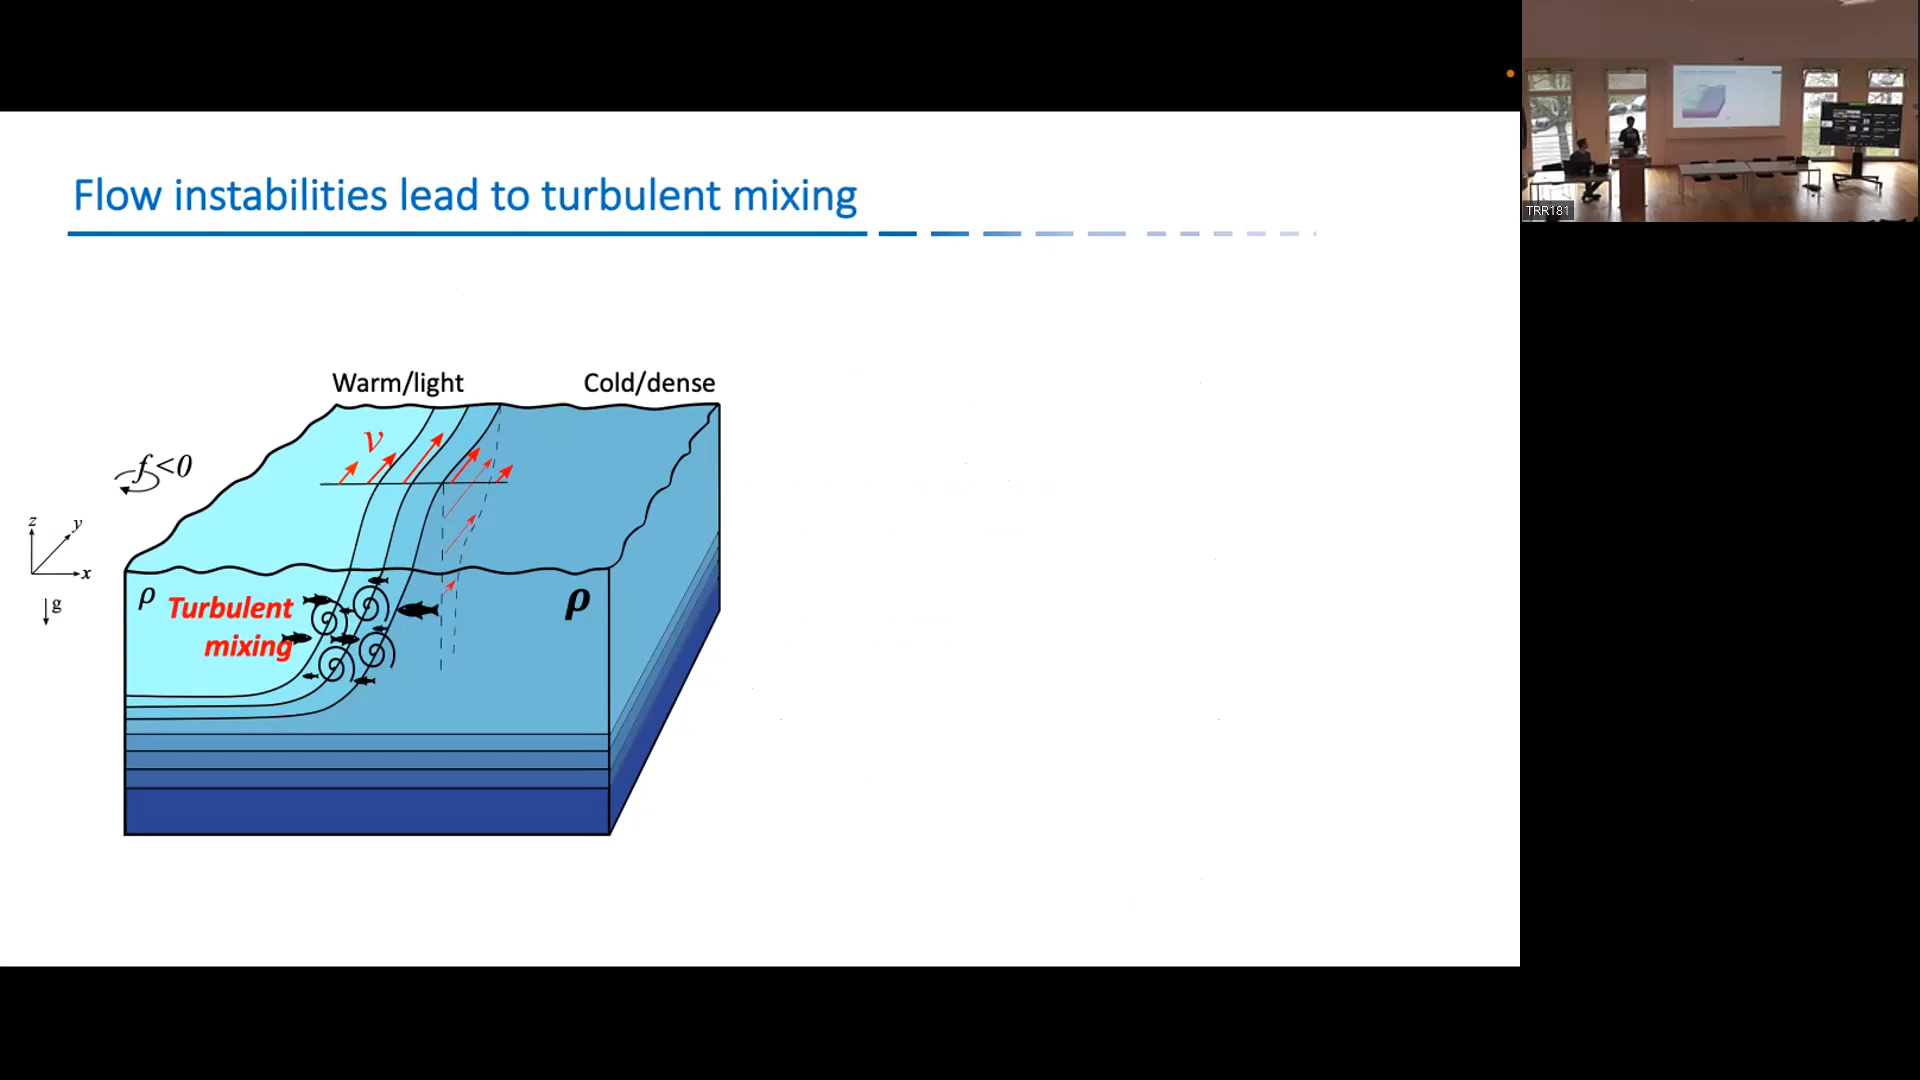 Flow instabilities lead to turbulent mixing
Warm/light
Cold/dense
v
f<0
z
y
x
g
ρ
ρ
Turbulent
mixing
TRR181